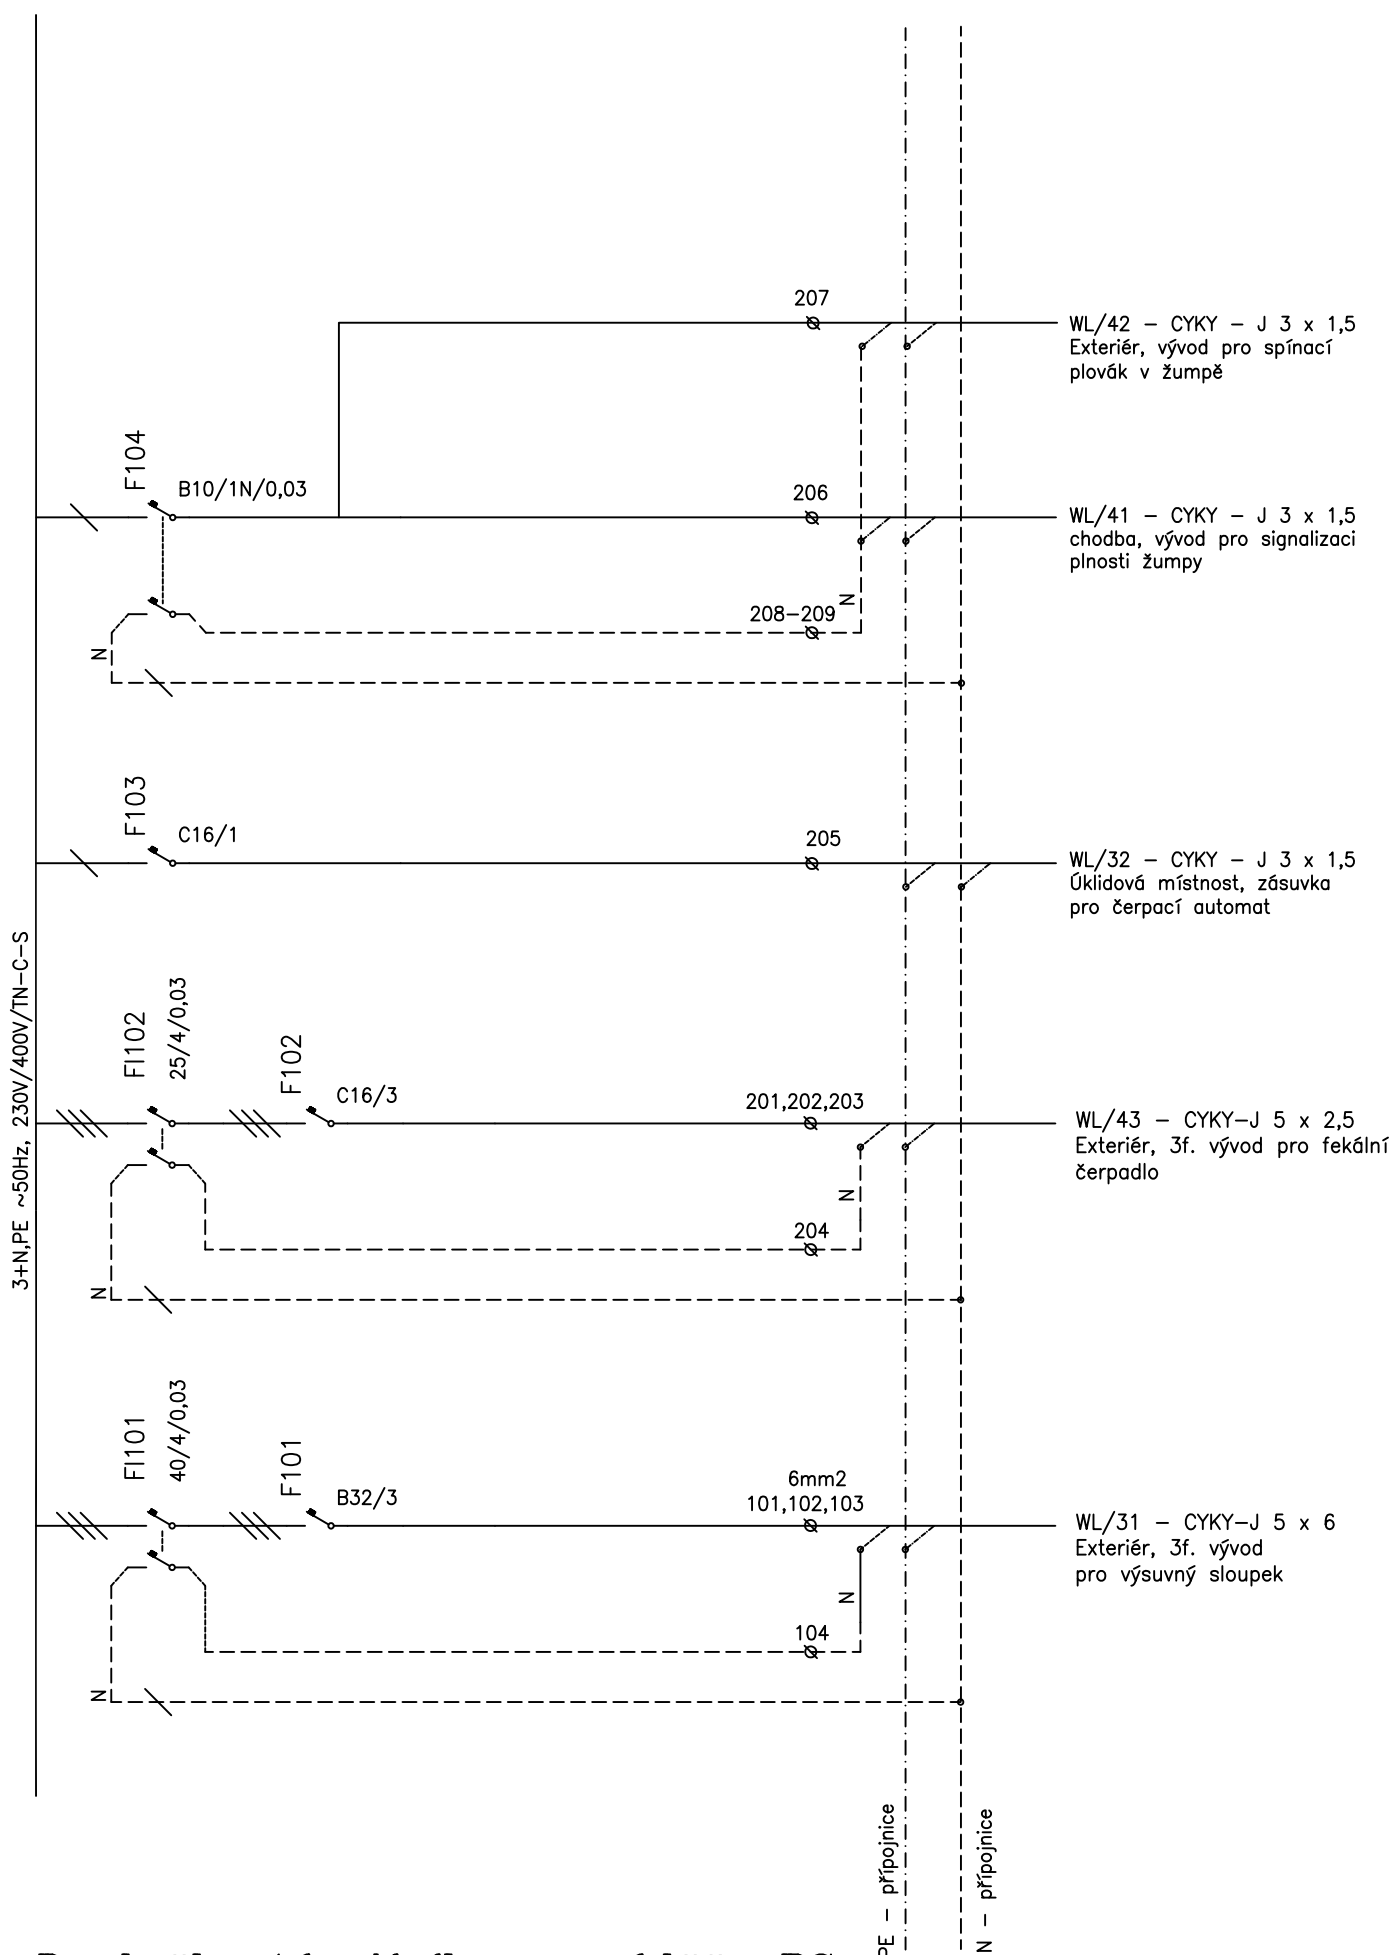 207
WL/42 – CYKY – J 3 x 1,5
Exteriér, vývod pro spínací
plovák v žumpě
F104
B10/1N/0,03
206
WL/41 – CYKY – J 3 x 1,5
chodba, vývod pro signalizaci
plnosti žumpy
208–209
N
N
F103
C16/1
205
WL/32 – CYKY – J 3 x 1,5
Úklidová místnost, zásuvka
pro čerpací automat
3+N,PE ~50Hz, 230V/400V/TN–C–S
FI102
25/4/0,03
F102
C16/3
201,202,203
WL/43 – CYKY–J 5 x 2,5
Exteriér, 3f. vývod pro fekální
čerpadlo
N
204
N
FI101
40/4/0,03
F101
B32/3
6mm2
101,102,103
WL/31 – CYKY–J 5 x 6
Exteriér, 3f. vývod
pro výsuvný sloupek
N
104
N
PE – přípojnice
N – přípojnice